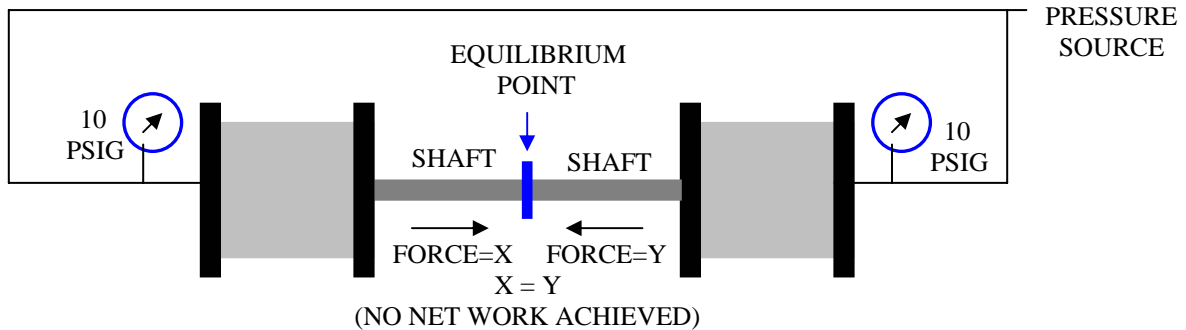 PRESSURE
SOURCE
EQUILIBRIUM
POINT
10
PSIG
10
PSIG
SHAFT
SHAFT
FORCE=X
FORCE=Y
X = Y
(NO NET WORK ACHIEVED)